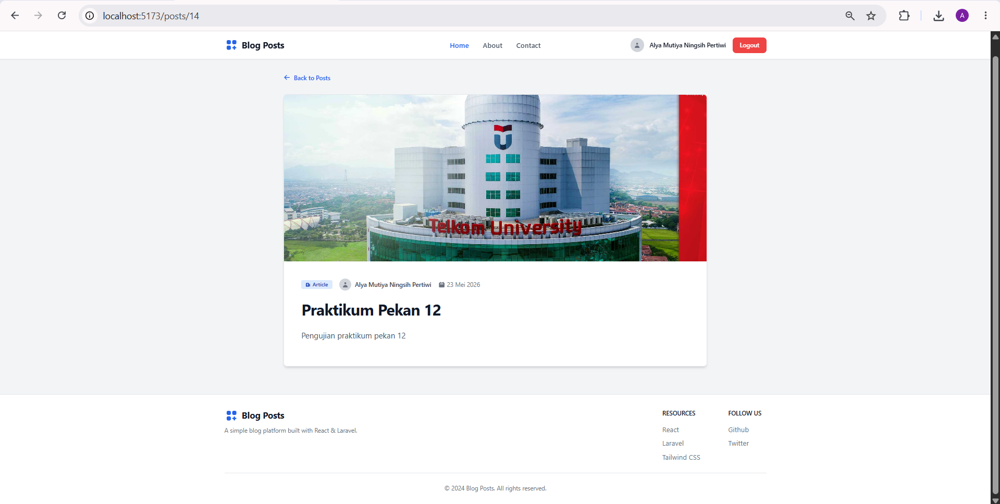 localhost:5173/posts/14
A
Blog Posts
Home
About
Contact
Alya Mutiya Ningsih Pertiwi
Logout
Back to Posts
Telkom University
Article
Alya Mutiya Ningsih Pertiwi
23 Mei 2026
Praktikum Pekan 12
Pengujian praktikum pekan 12
Blog Posts
A simple blog platform built with React & Laravel.
RESOURCES
React
Laravel
Tailwind CSS
FOLLOW US
Github
Twitter
© 2024 Blog Posts. All rights reserved.